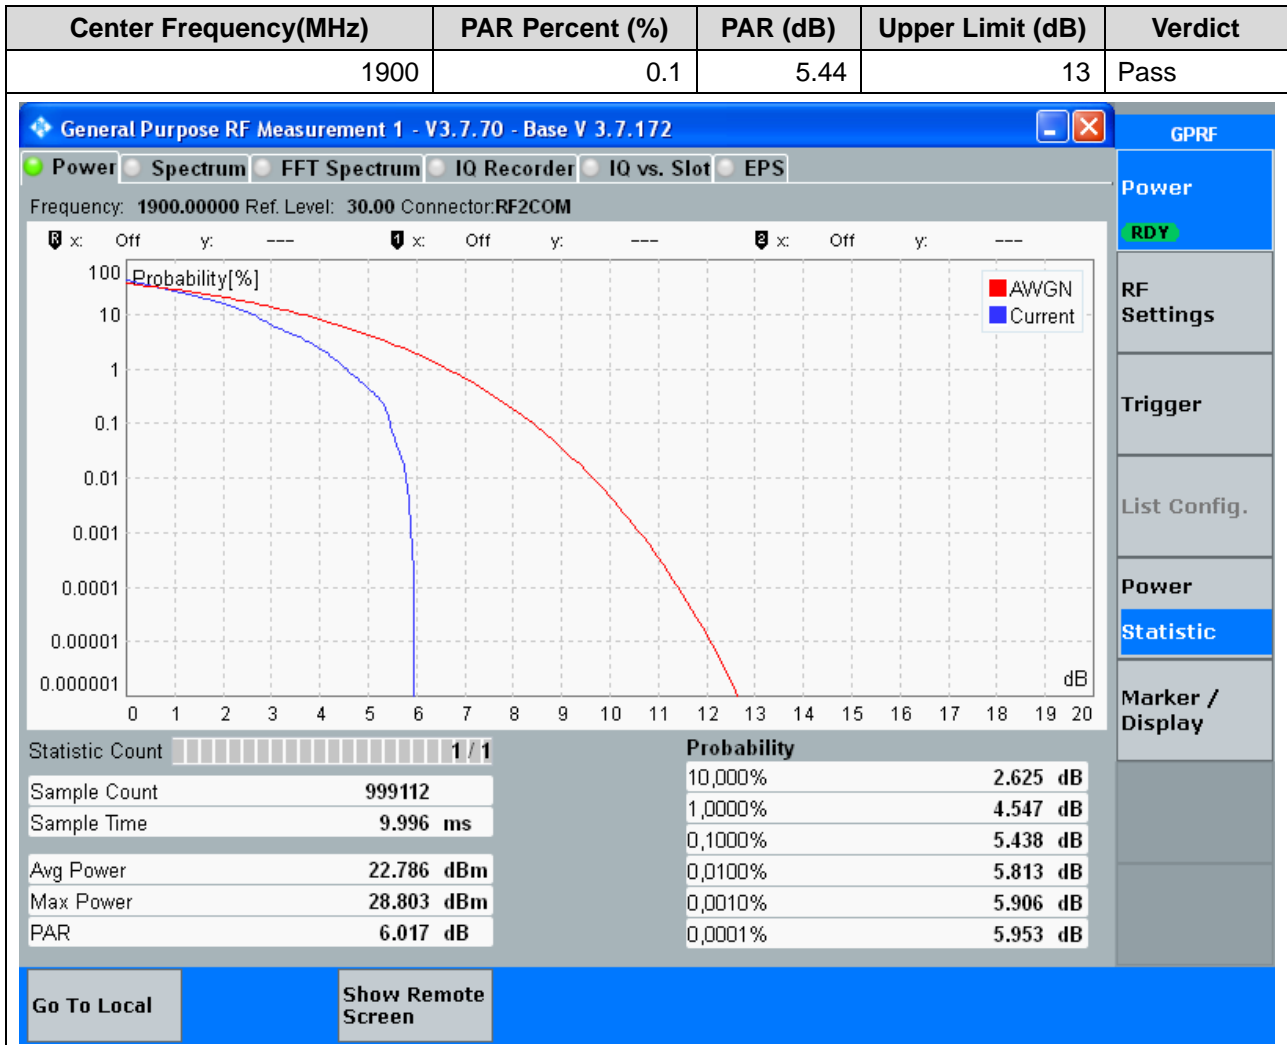 Center Frequency(MHz) PAR Percent (%) PAR (dB) Upper Limit (dB) Verdict
1900 0.1 5.44 13 Pass
General Purpose RF Measurement 1 - V3.7.70 - Base V 3.7.172
GPRF
Power Spectrum FFT Spectrum IQ Recorder IQ vs. Slot EPS
Power
RDY
Frequency: 1900.00000 Ref. Level: 30.00 Connector:RF2COM
R x: Off y: --- 1 x: Off y: --- 2 x: Off y: ---
Probability[%]
AWGN
Current
100
10
1
0.1
0.01
0.001
0.0001
0.00001
0.000001
dB
0 1 2 3 4 5 6 7 8 9 10 11 12 13 14 15 16 17 18 19 20
RF
Settings
Trigger
List Config.
Power
Statistic
Marker /
Display
Statistic Count 1 / 1
Sample Count 999112
Sample Time 9.996 ms
Avg Power 22.786 dBm
Max Power 28.803 dBm
PAR 6.017 dB
Probability
10,000% 2.625 dB
1,0000% 4.547 dB
0,1000% 5.438 dB
0,0100% 5.813 dB
0,0010% 5.906 dB
0,0001% 5.953 dB
Go To Local
Show Remote
Screen